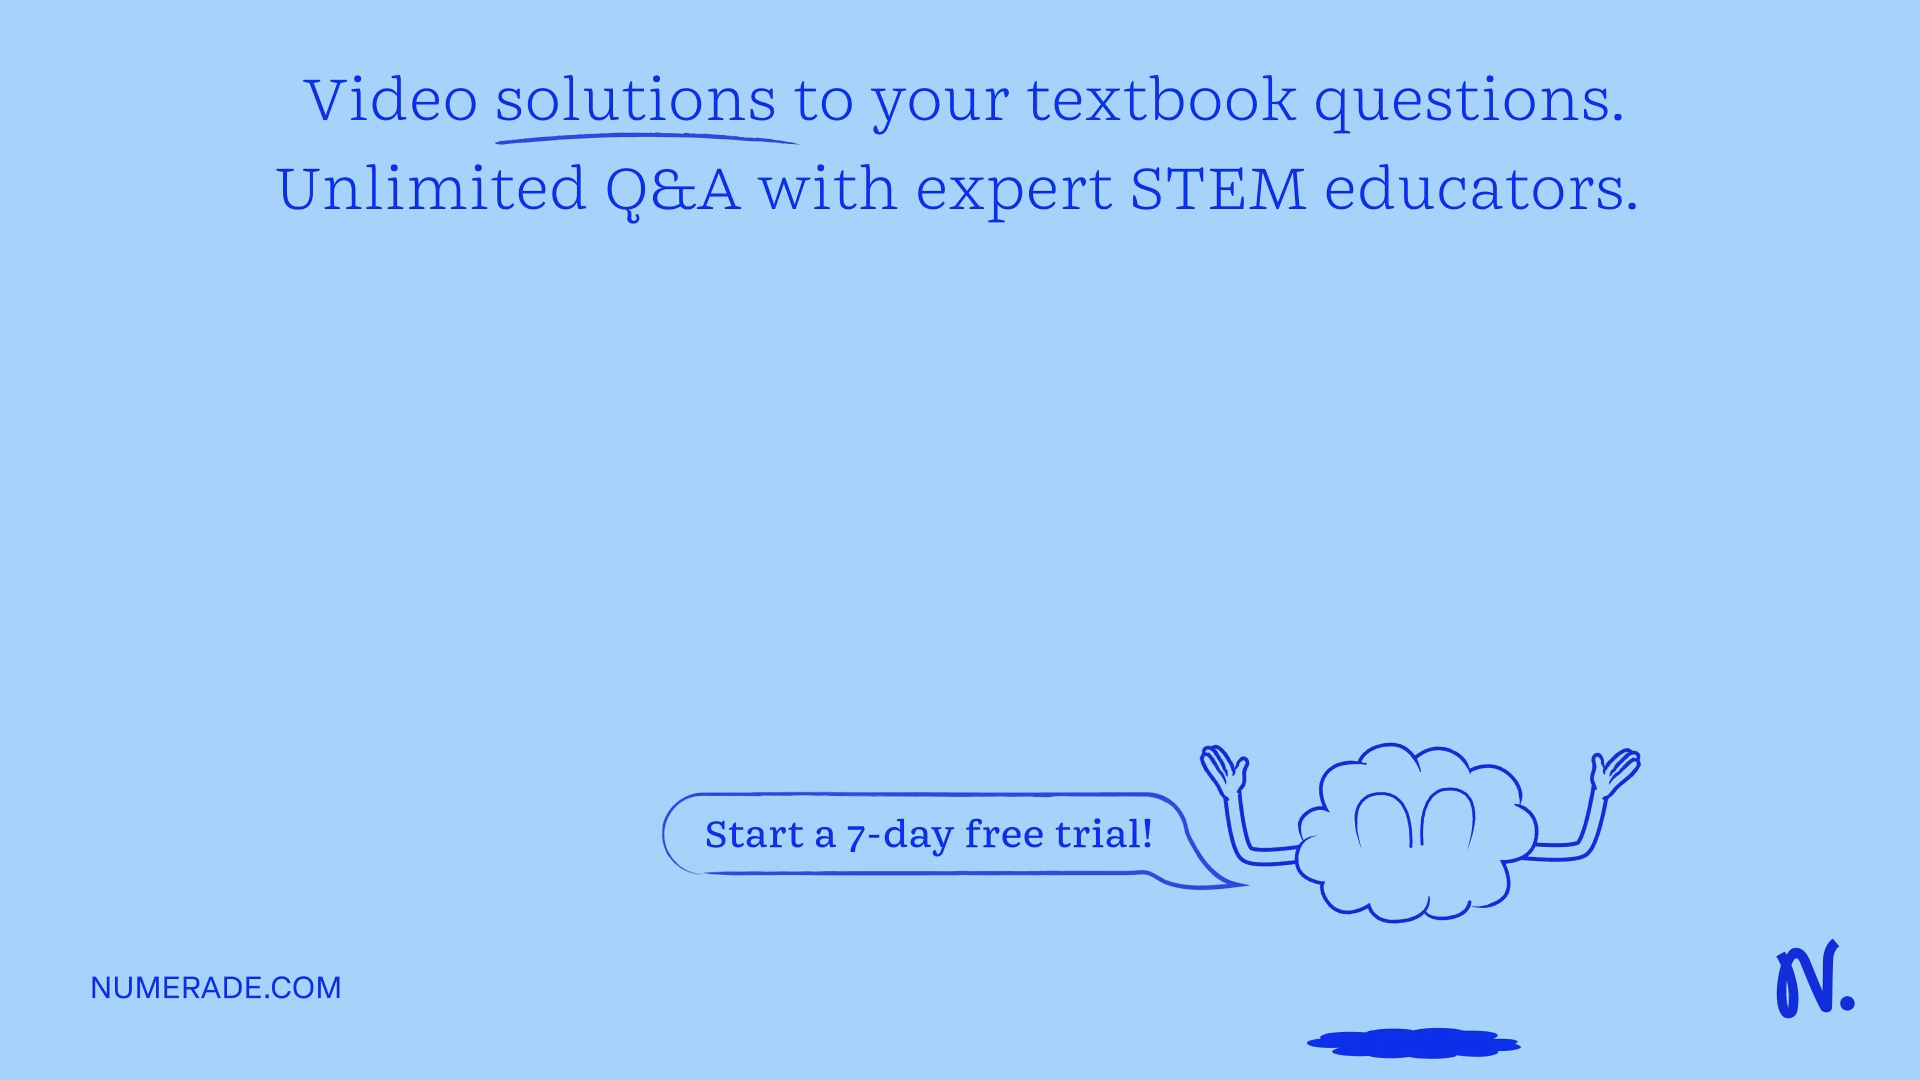 Video solutions to your textbook questions.
Unlimited Q&A with expert STEM educators.
Start a 7-day free trial!
NUMERADE.COM
N.